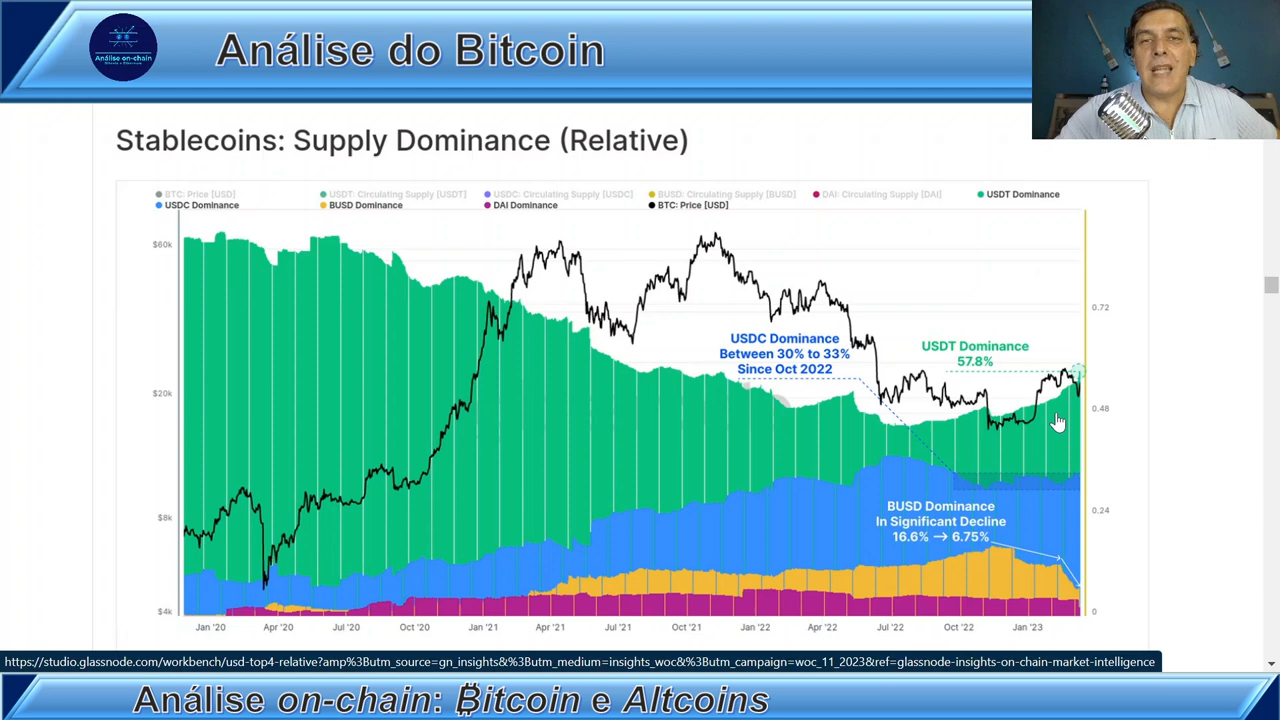 Análise on-chain
Bitcoin e Ethereum
Análise do Bitcoin
Stablecoins: Supply Dominance (Relative)
BTC: Price [USD] USDT: Circulating Supply [USDT] USDC: Circulating Supply [USDC] BUSD: Circulating Supply [BUSD] DAI: Circulating Supply [DAI] USDT Dominance
USDC Dominance BUSD Dominance DAI Dominance BTC: Price [USD]
$60k
0.72
USDC Dominance
Between 30% to 33%
Since Oct 2022
USDT Dominance
57.8%
$20k
0.48
BUSD Dominance
In Significant Decline
16.6% → 6.75%
$8k
0.24
$4k
0
Jan '20 Apr '20 Jul '20 Oct '20 Jan '21 Apr '21 Jul '21 Oct '21 Jan '22 Apr '22 Jul '22 Oct '22 Jan '23
https://studio.glassnode.com/workbench/usd-top4-relative?amp%3Butm_source=gn_insights&%3Butm_medium=insights_woc&%3Butm_campaign=woc_11_2023&ref=glassnode-insights-on-chain-market-intelligence
Análise on-chain: ₿itcoin e Altcoins